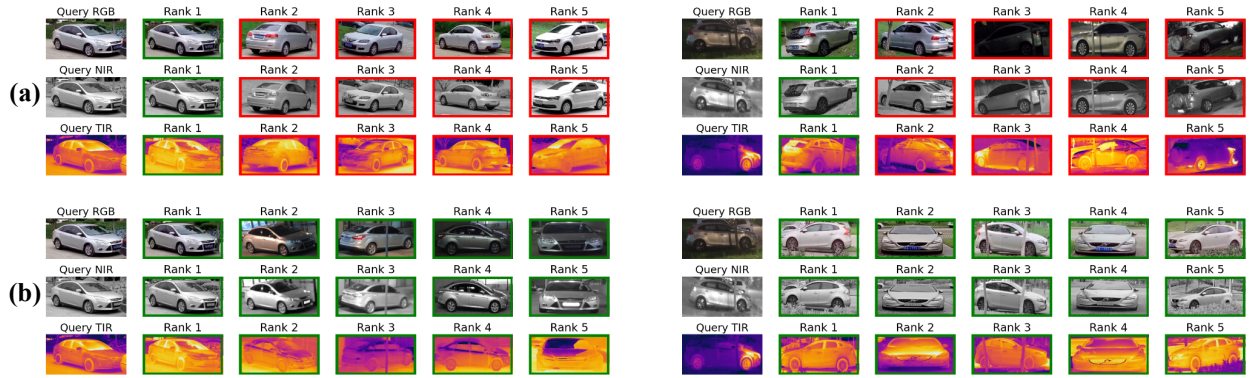 Query RGB Rank 1 Rank 2 Rank 3 Rank 4 Rank 5 Query RGB Rank 1 Rank 2 Rank 3 Rank 4 Rank 5
(a) Query NIR Rank 1 Rank 2 Rank 3 Rank 4 Rank 5 Query NIR Rank 1 Rank 2 Rank 3 Rank 4 Rank 5
Query TIR Rank 1 Rank 2 Rank 3 Rank 4 Rank 5 Query TIR Rank 1 Rank 2 Rank 3 Rank 4 Rank 5
Query RGB Rank 1 Rank 2 Rank 3 Rank 4 Rank 5 Query RGB Rank 1 Rank 2 Rank 3 Rank 4 Rank 5
(b) Query NIR Rank 1 Rank 2 Rank 3 Rank 4 Rank 5 Query NIR Rank 1 Rank 2 Rank 3 Rank 4 Rank 5
Query TIR Rank 1 Rank 2 Rank 3 Rank 4 Rank 5 Query TIR Rank 1 Rank 2 Rank 3 Rank 4 Rank 5